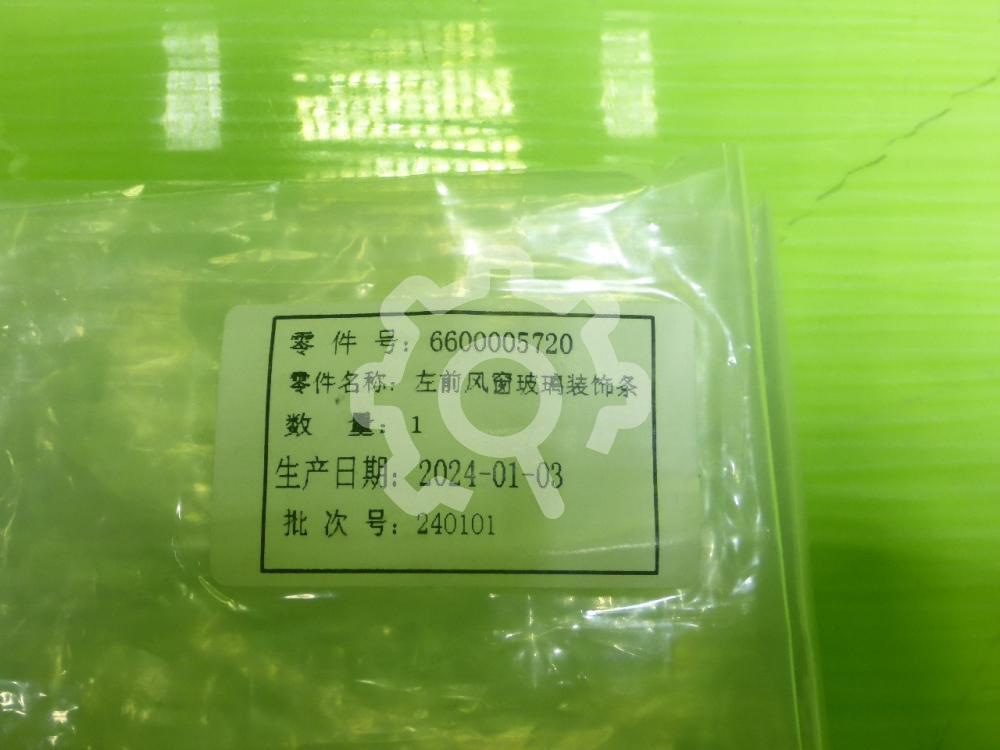 零件号：6600005720
零件名称：左前风窗玻璃装饰条
数量：1
生产日期：2024-01-03
批次号：240101